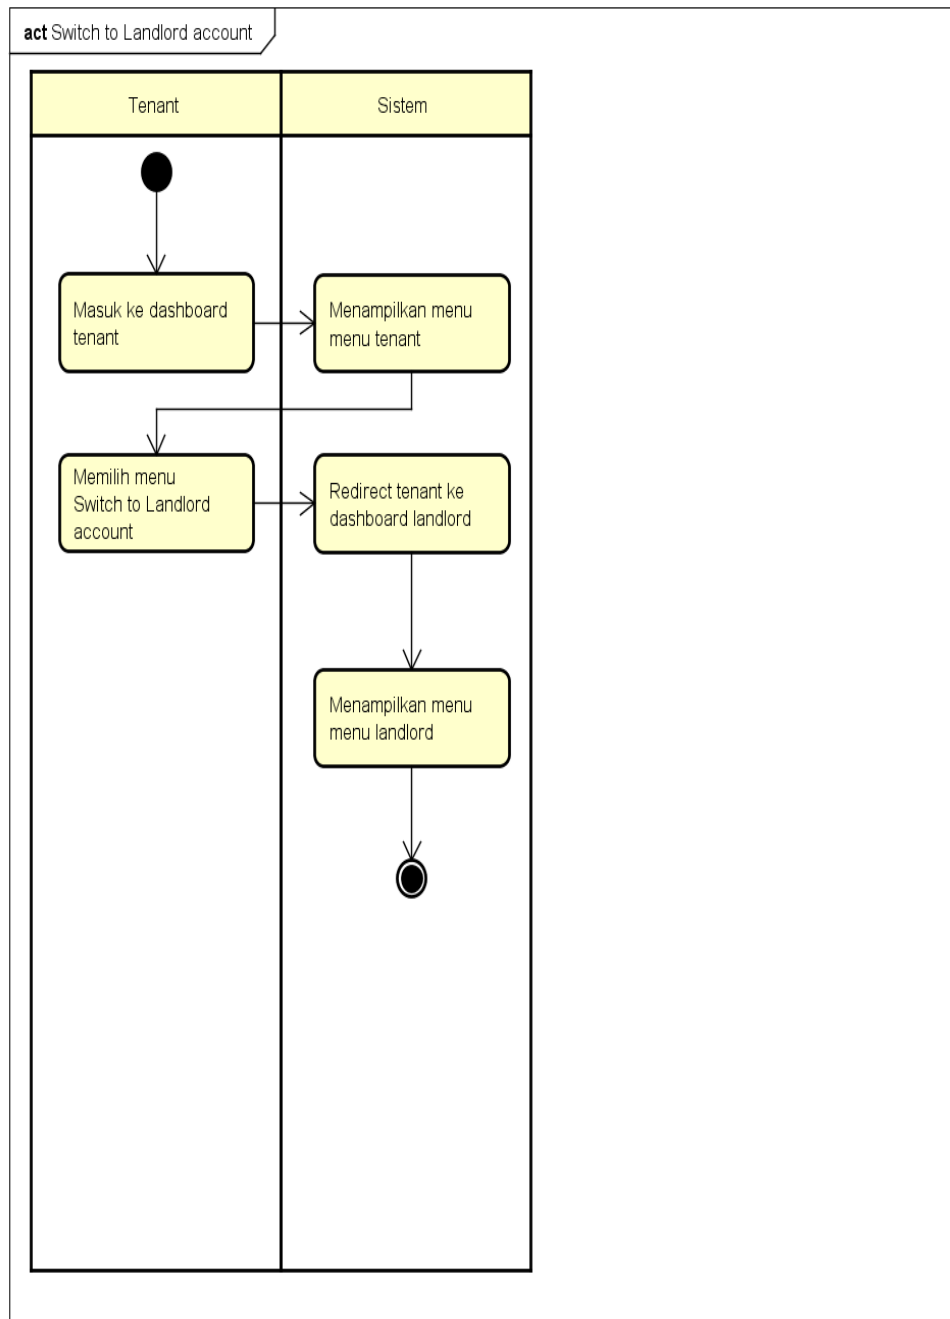 act Switch to Landlord account
Tenant
Sistem
Masuk ke dashboard
tenant
Menampilkan menu
menu tenant
Memilih menu
Switch to Landlord
account
Redirect tenant ke
dashboard landlord
Menampilkan menu
menu landlord